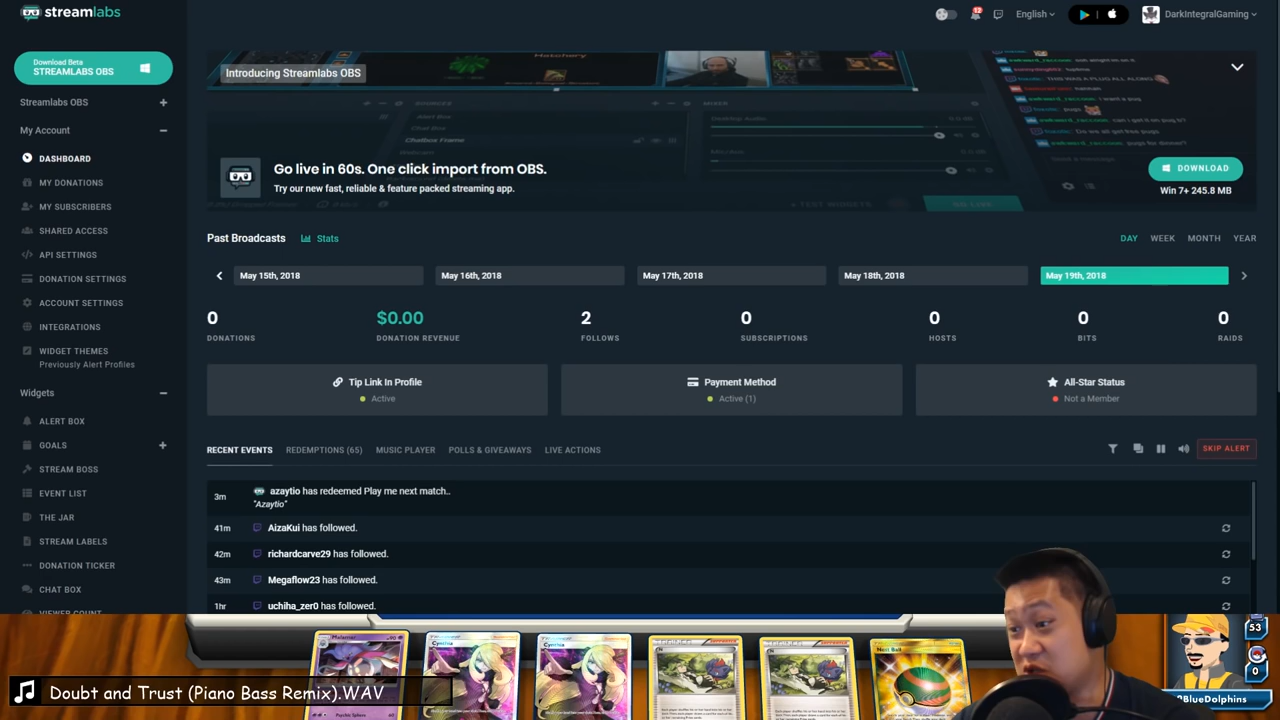 streamlabs
12
English
DarkIntegralGaming
Download Beta
STREAMLABS OBS
Streamlabs OBS
My Account
DASHBOARD
MY DONATIONS
MY SUBSCRIBERS
SHARED ACCESS
API SETTINGS
DONATION SETTINGS
ACCOUNT SETTINGS
INTEGRATIONS
WIDGET THEMES
Previously Alert Profiles
Widgets
ALERT BOX
GOALS
STREAM BOSS
EVENT LIST
THE JAR
STREAM LABELS
DONATION TICKER
CHAT BOX
VIEWER COUNT
Introducing Streamlabs OBS
Go live in 60s. One click import from OBS.
Try our new fast, reliable & feature packed streaming app.
DOWNLOAD
Win 7+ 245.8 MB
Past Broadcasts Stats
DAY WEEK MONTH YEAR
May 15th, 2018 May 16th, 2018 May 17th, 2018 May 18th, 2018 May 19th, 2018
0 $0.00 2 0 0 0 0
DONATIONS DONATION REVENUE FOLLOWS SUBSCRIPTIONS HOSTS BITS RAIDS
Tip Link In Profile
Active
Payment Method
Active (1)
All-Star Status
Not a Member
RECENT EVENTS REDEMPTIONS (65) MUSIC PLAYER POLLS & GIVEAWAYS LIVE ACTIONS
SKIP ALERT
3m azaytio has redeemed Play me next match..
"Azaytio"
41m AizaKui has followed.
42m richardcarve29 has followed.
43m Megaflow23 has followed.
1hr uchiha_zer0 has followed.
Cynthia
Cynthia
N
N
Nest Ball
53
0
Doubt and Trust (Piano Bass Remix).WAV